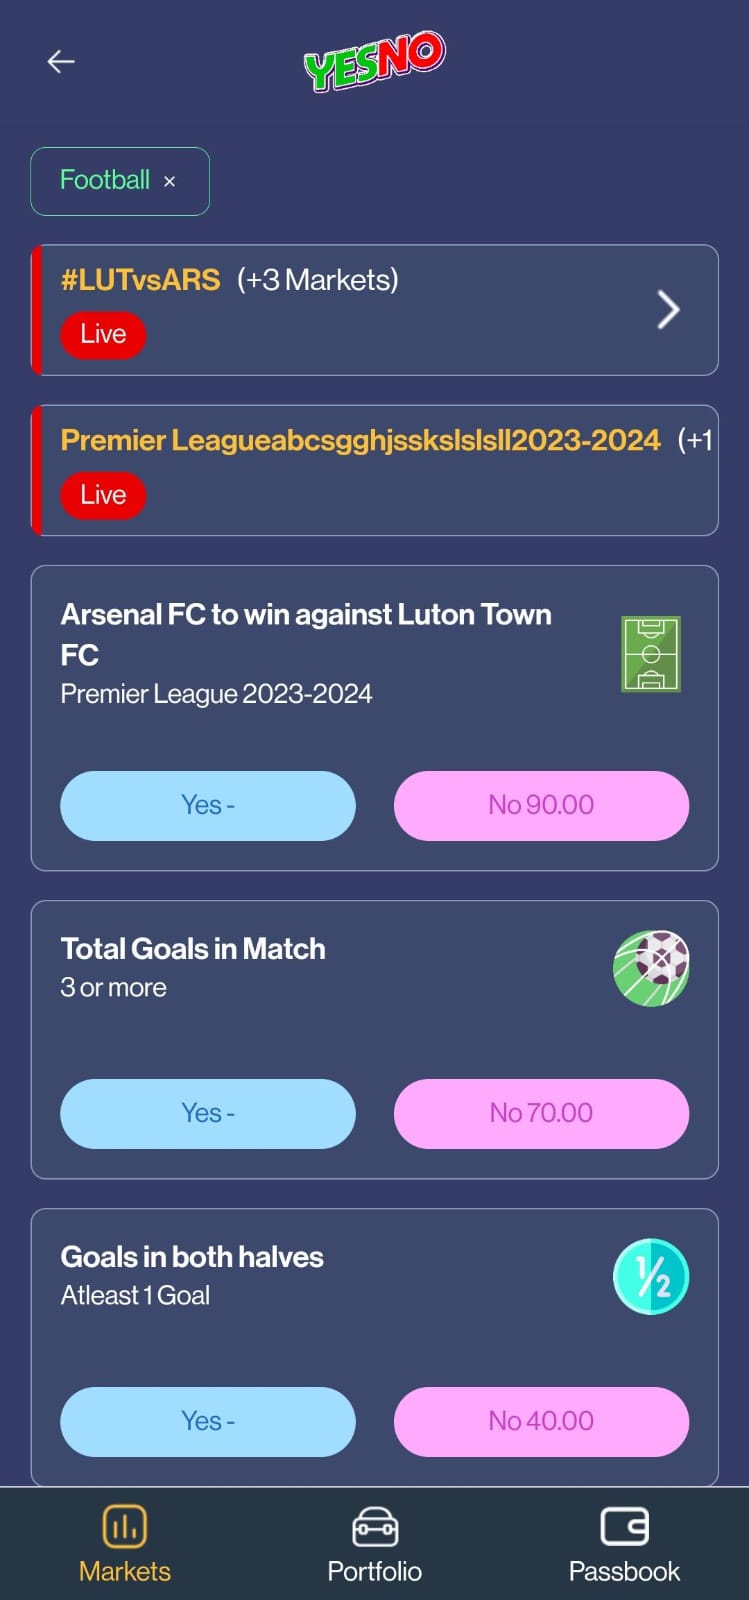 YESNO
Football ×
#LUTvsARS (+3 Markets)
Live
Premier Leagueabcsgghjsskslslsll2023-2024 (+1
Live
Arsenal FC to win against Luton Town
FC
Premier League 2023-2024
Yes - No 90.00
Total Goals in Match
3 or more
Yes - No 70.00
Goals in both halves
Atleast 1 Goal
1/2
Yes - No 40.00
Markets Portfolio Passbook